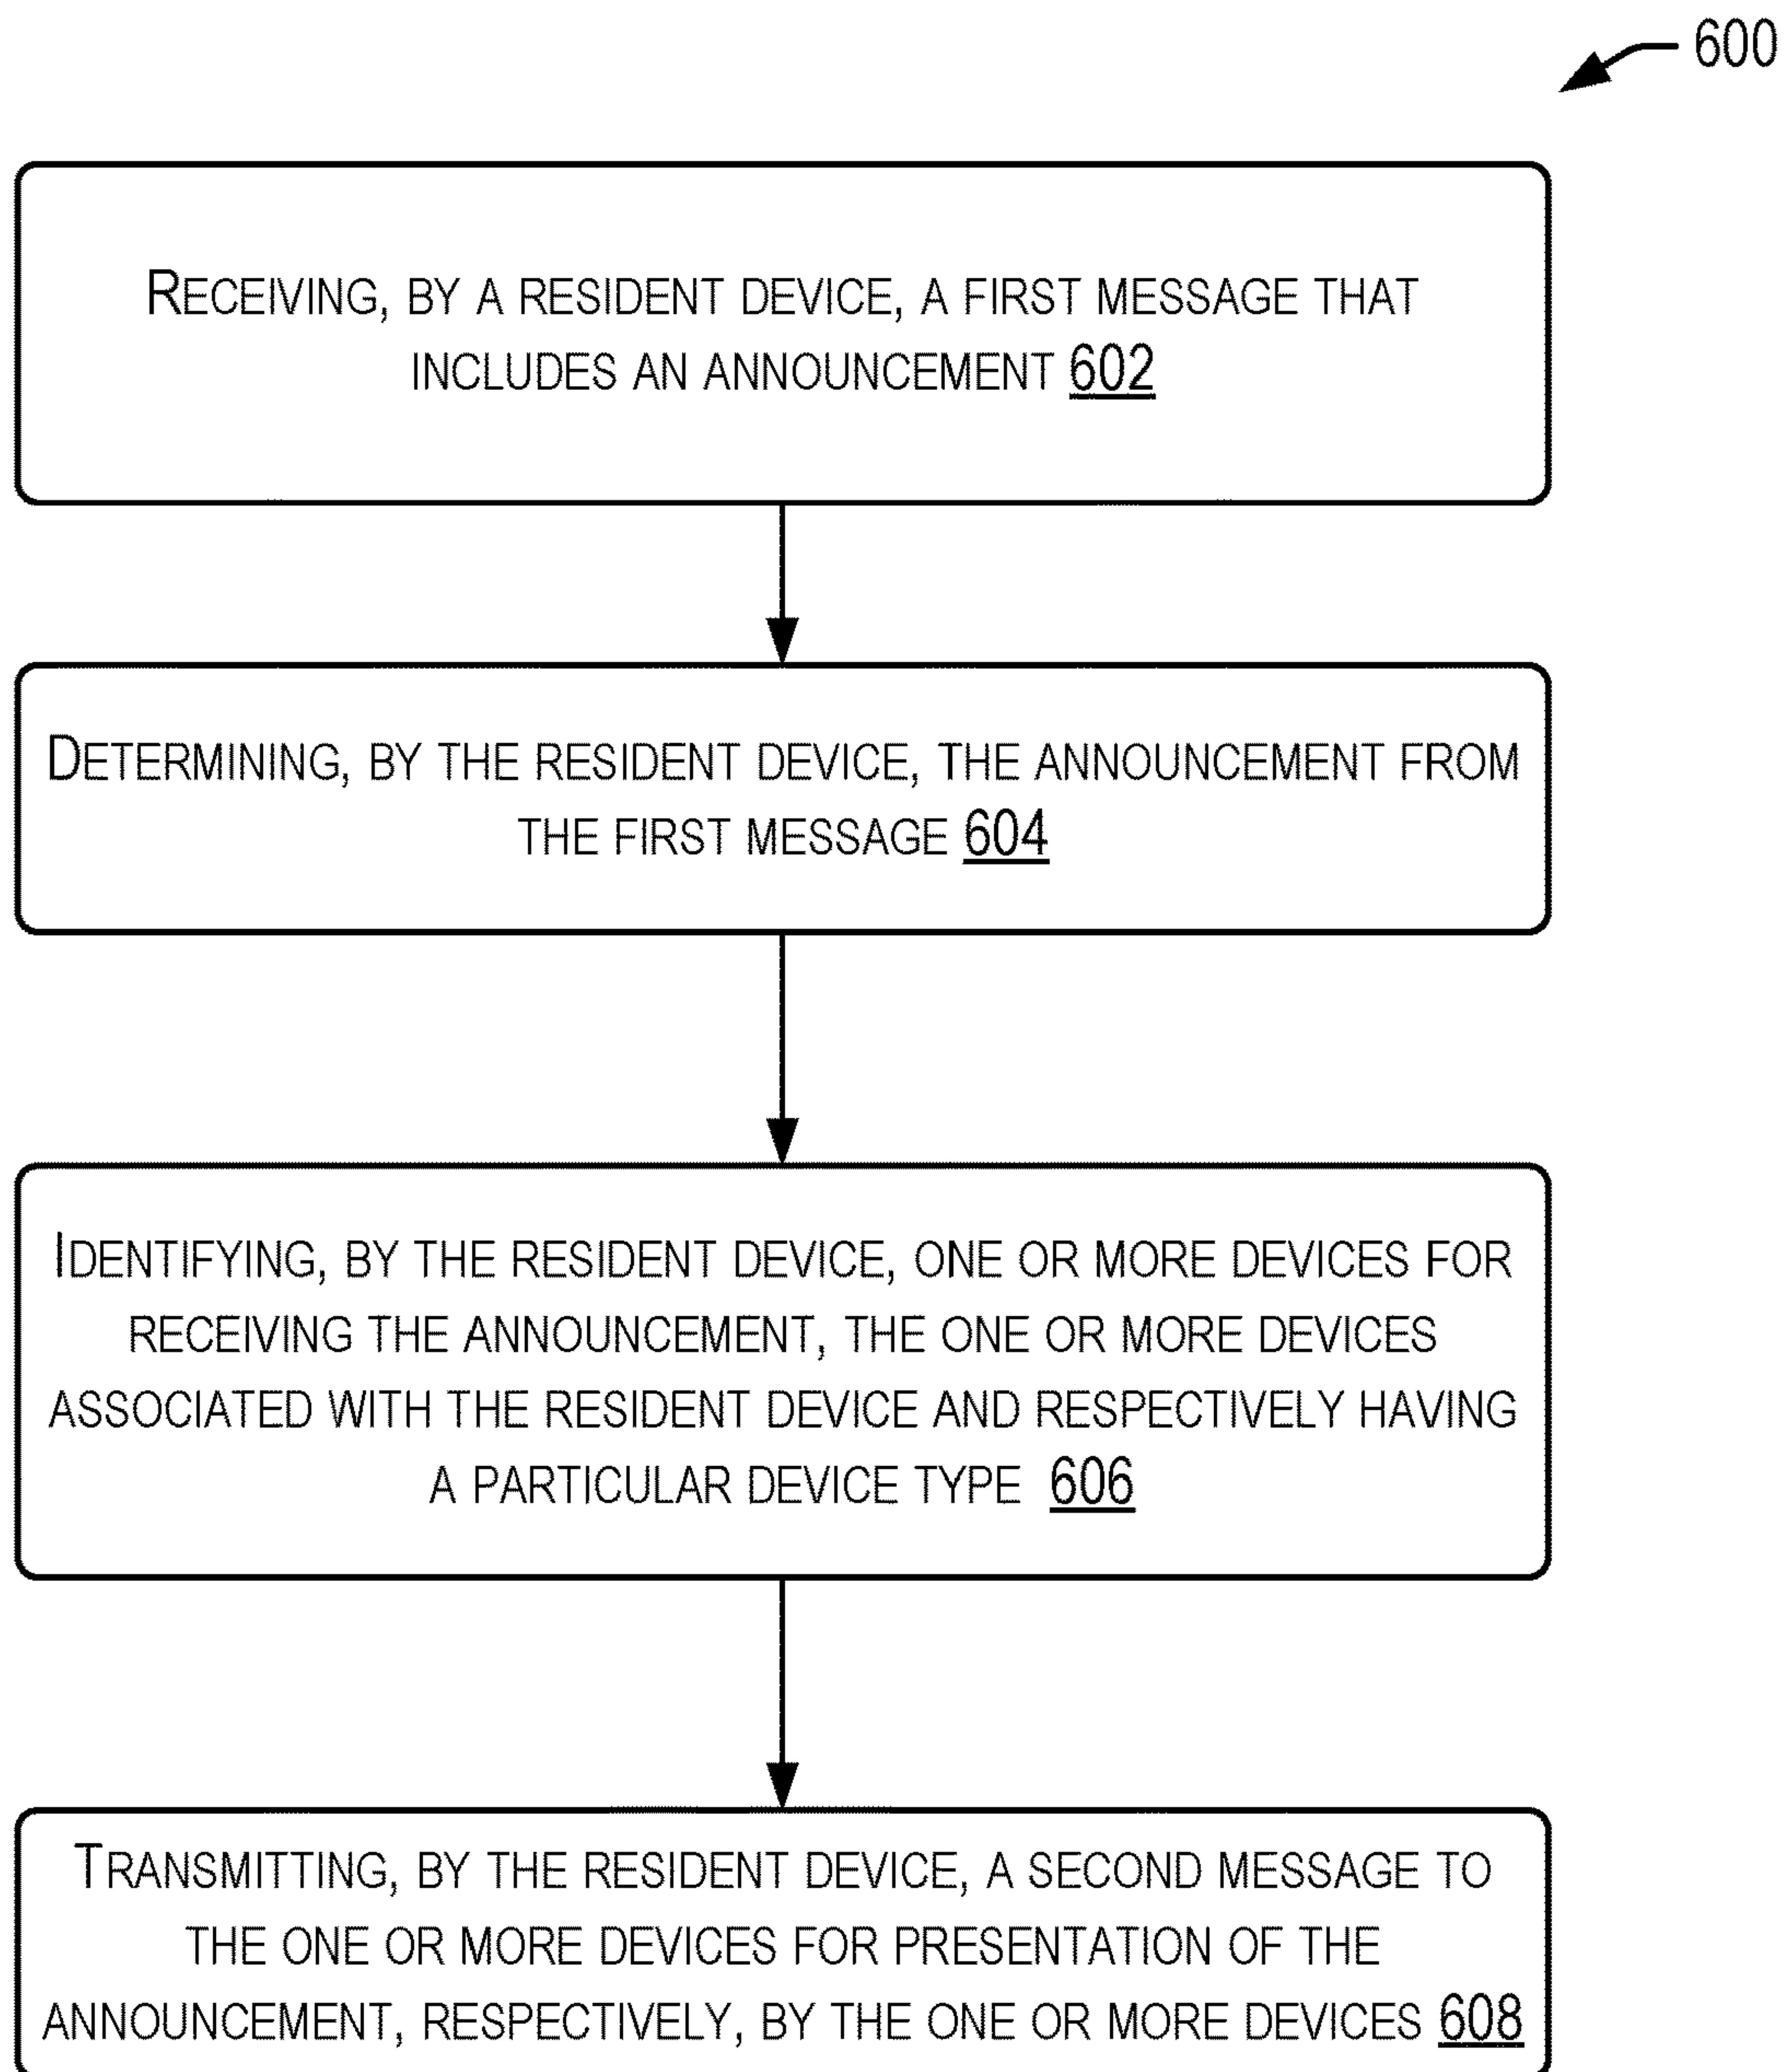 600
RECEIVING, BY A RESIDENT DEVICE, A FIRST MESSAGE THAT
INCLUDES AN ANNOUNCEMENT 602
DETERMINING, BY THE RESIDENT DEVICE, THE ANNOUNCEMENT FROM
THE FIRST MESSAGE 604
IDENTIFYING, BY THE RESIDENT DEVICE, ONE OR MORE DEVICES FOR
RECEIVING THE ANNOUNCEMENT, THE ONE OR MORE DEVICES
ASSOCIATED WITH THE RESIDENT DEVICE AND RESPECTIVELY HAVING
A PARTICULAR DEVICE TYPE 606
TRANSMITTING, BY THE RESIDENT DEVICE, A SECOND MESSAGE TO
THE ONE OR MORE DEVICES FOR PRESENTATION OF THE
ANNOUNCEMENT, RESPECTIVELY, BY THE ONE OR MORE DEVICES 608